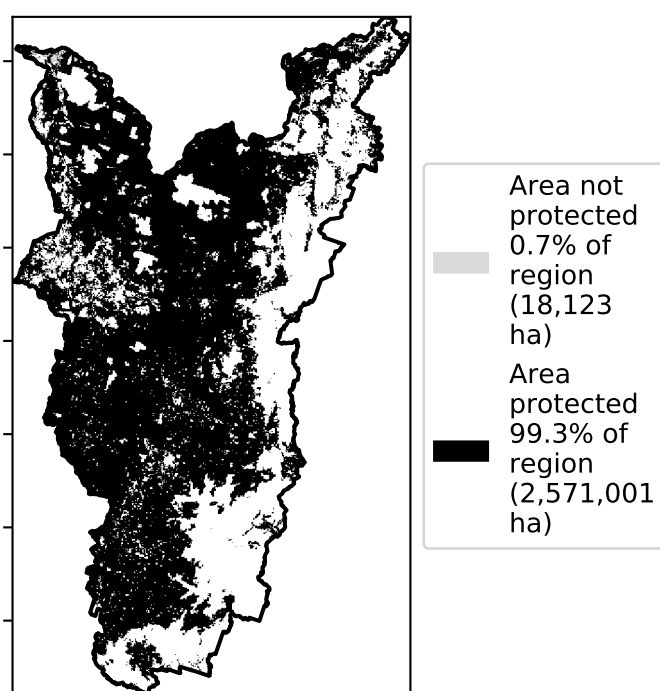 Area not
protected
0.7% of
region
(18,123
ha)
Area
protected
99.3% of
region
(2,571,001
ha)